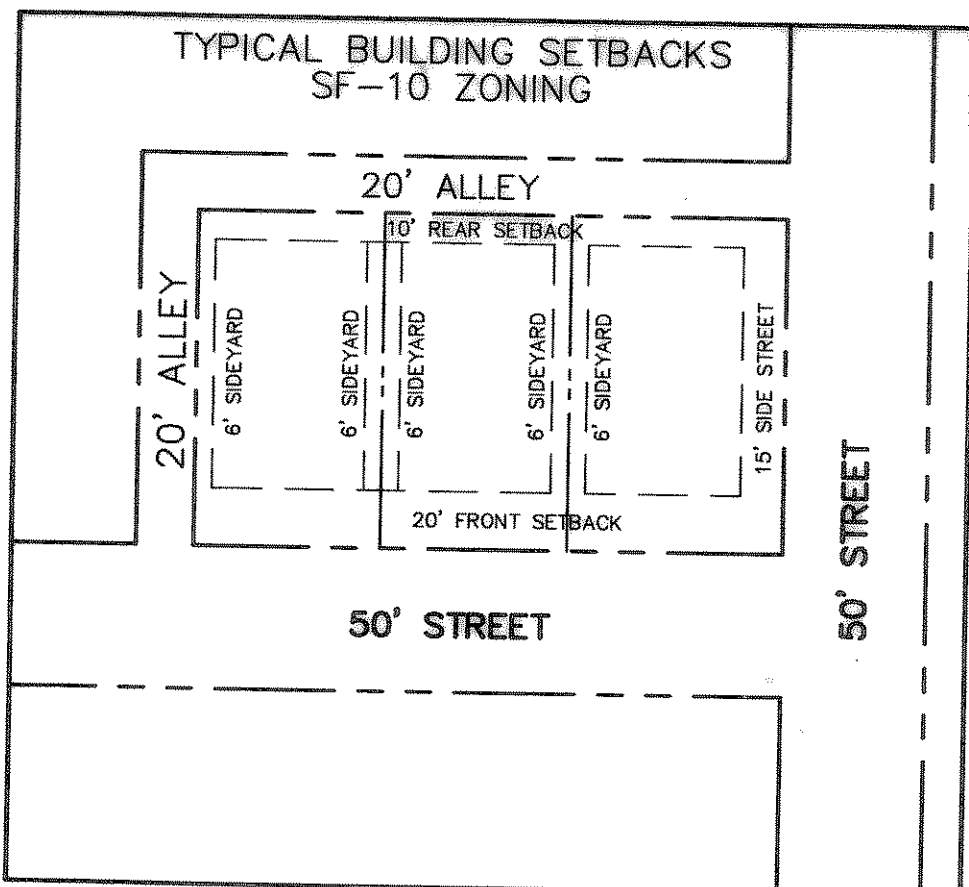 TYPICAL BUILDING SETBACKS
SF-10 ZONING
20' ALLEY
10' REAR SETBACK
20' ALLEY
6' SIDEYARD
6' SIDEYARD
6' SIDEYARD
6' SIDEYARD
6' SIDEYARD
15' SIDE STREET
20' FRONT SETBACK
50' STREET
50' STREET